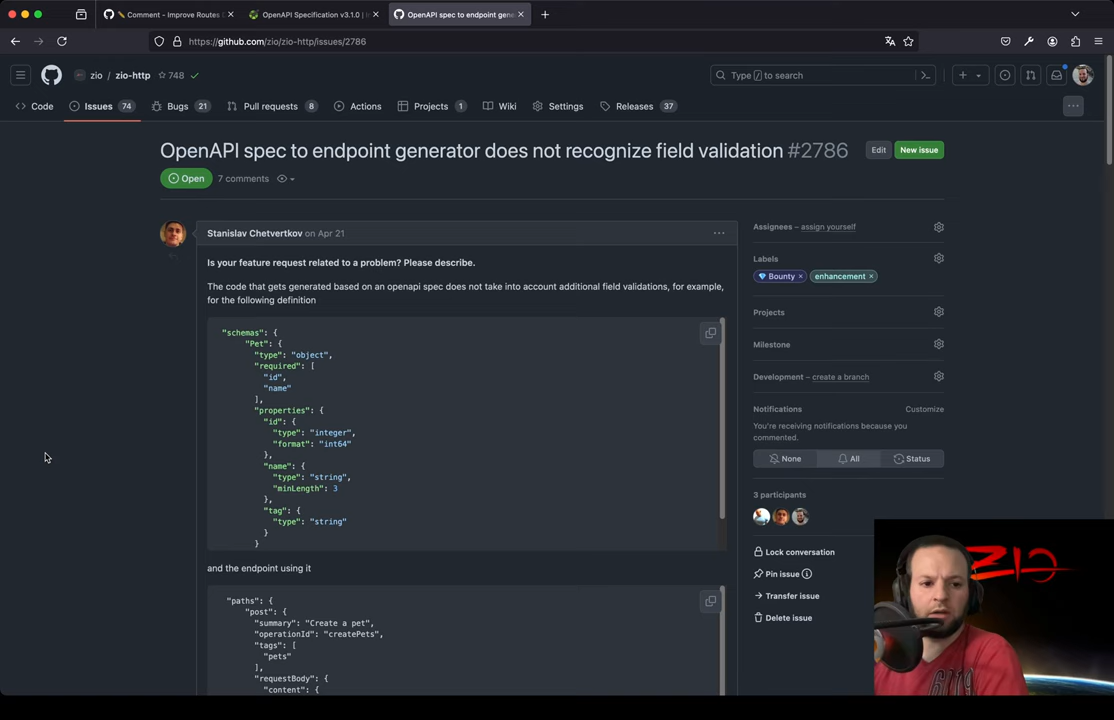 Comment - Improve Routes
OpenAPI Specification v3.1.0 | I
OpenAPI spec to endpoint gene
https://github.com/zio/zio-http/issues/2786
zio / zio-http 748
Type / to search
Code
Issues 74
Bugs 21
Pull requests 8
Actions
Projects 1
Wiki
Settings
Releases 37
OpenAPI spec to endpoint generator does not recognize field validation #2786
Edit
New issue
Open
7 comments
Stanislav Chetvertkov on Apr 21
Is your feature request related to a problem? Please describe.
The code that gets generated based on an openapi spec does not take into account additional field validations, for example,
for the following definition
"schemas": {
"Pet": {
"type": "object",
"required": [
"id",
"name"
],
"properties": {
"id": {
"type": "integer",
"format": "int64"
},
"name": {
"type": "string",
"minLength": 3
},
"tag": {
"type": "string"
}
}
and the endpoint using it
"paths": {
"post": {
"summary": "Create a pet",
"operationId": "createPets",
"tags": [
"pets"
],
"requestBody": {
"content": {
Assignees – assign yourself
Labels
Bounty ×
enhancement ×
Projects
Milestone
Development – create a branch
Notifications
Customize
You're receiving notifications because you
commented.
None
All
Status
3 participants
Lock conversation
Pin issue
Transfer issue
Delete issue
ZIO